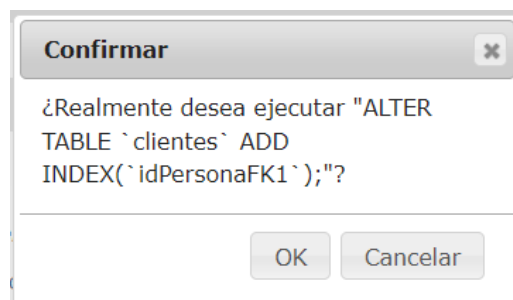 Confirmar
¿Realmente desea ejecutar "ALTER
TABLE `clientes` ADD
INDEX(`idPersonaFK1`);"?
OK
Cancelar